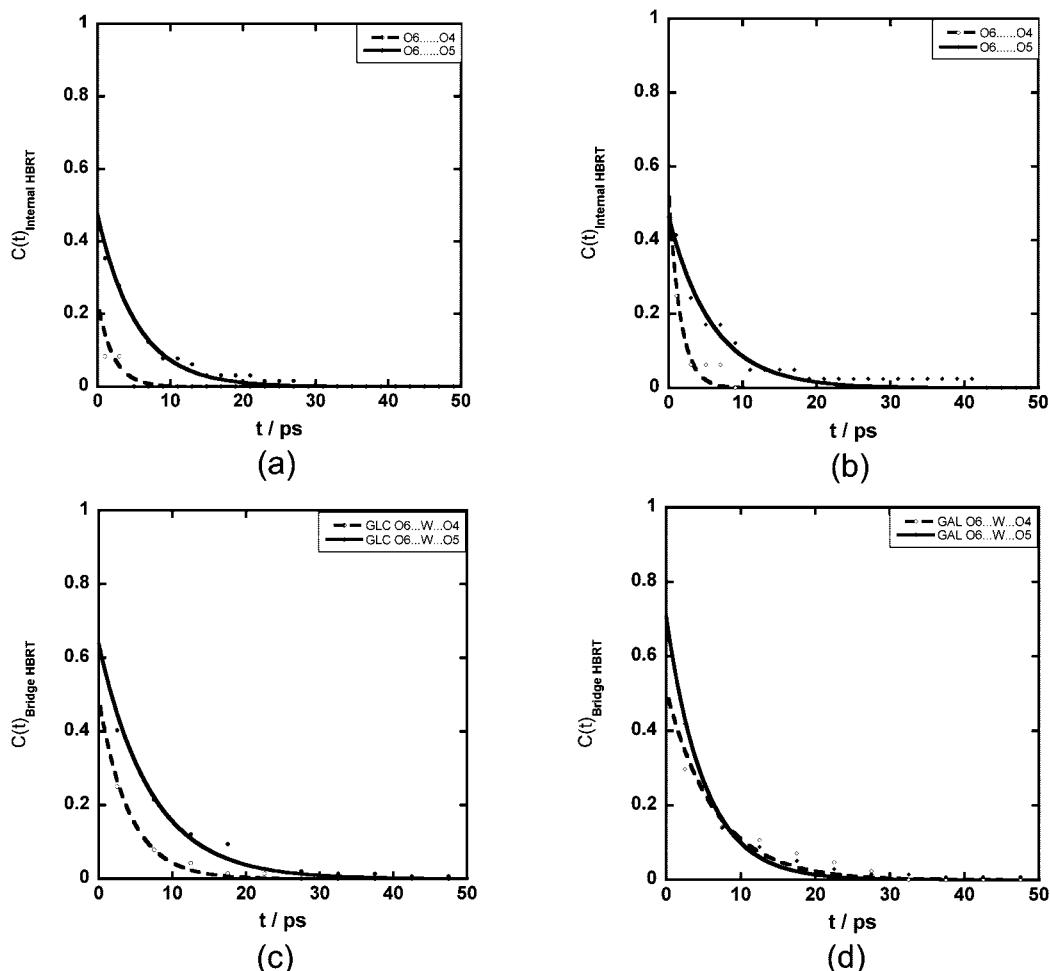 1
0.8
0.6
0.4
0.2
0
C(t)Internal HBRT
O6......O4
O6......O5
0 10 20 30 40 50
t / ps
(a)
1
0.8
0.6
0.4
0.2
0
C(t)Internal HBRT
O6......O4
O6......O5
0 10 20 30 40 50
t / ps
(b)
1
0.8
0.6
0.4
0.2
0
C(t)Bridge HBRT
GLC O6...W...O4
GLC O6...W...O5
0 10 20 30 40 50
t / ps
(c)
1
0.8
0.6
0.4
0.2
0
C(t)Bridge HBRT
GAL O6...W...O4
GAL O6...W...O5
0 10 20 30 40 50
t / ps
(d)